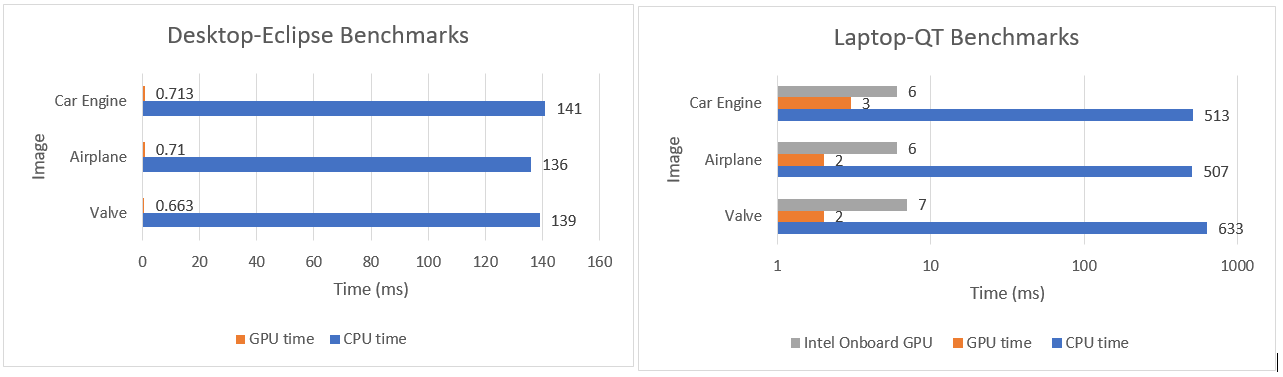 Desktop-Eclipse Benchmarks
Image
Car Engine
0.713
141
Airplane
0.71
136
Valve
0.663
139
0 20 40 60 80 100 120 140 160
Time (ms)
GPU time CPU time
Laptop-QT Benchmarks
Image
Car Engine
6
3
513
Airplane
6
2
507
Valve
7
2
633
1 10 100 1000
Time (ms)
Intel Onboard GPU GPU time CPU time